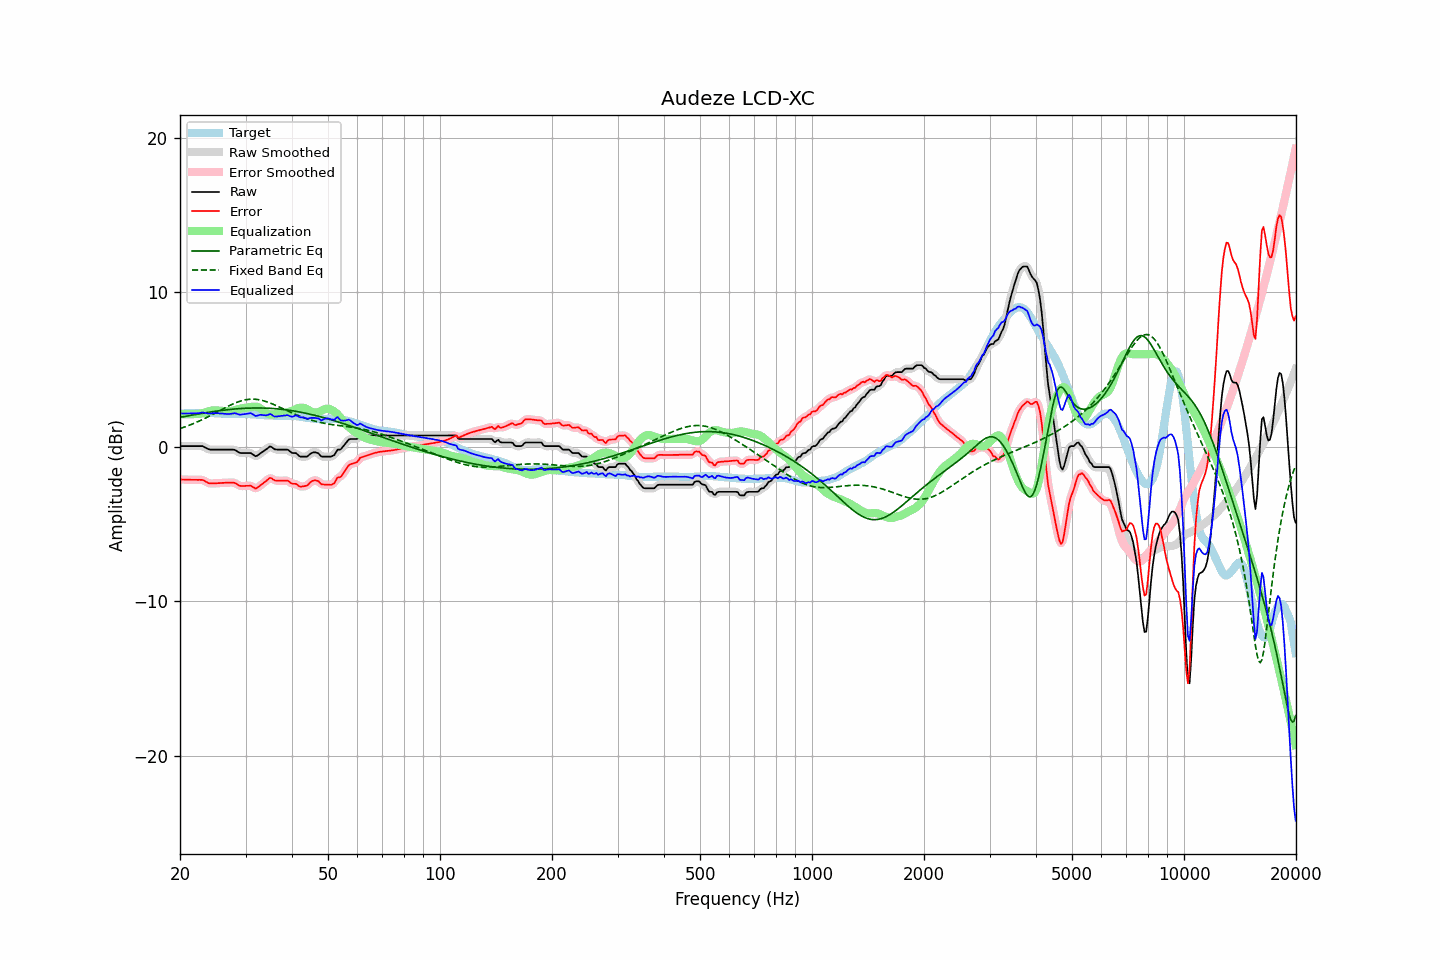 Audeze LCD-XC
Target
Raw Smoothed
Error Smoothed
Raw
Error
Equalization
Parametric Eq
Fixed Band Eq
Equalized
20
10
0
−10
−20
Amplitude (dBr)
20
50
100
200
500
1000
2000
5000
10000
20000
Frequency (Hz)